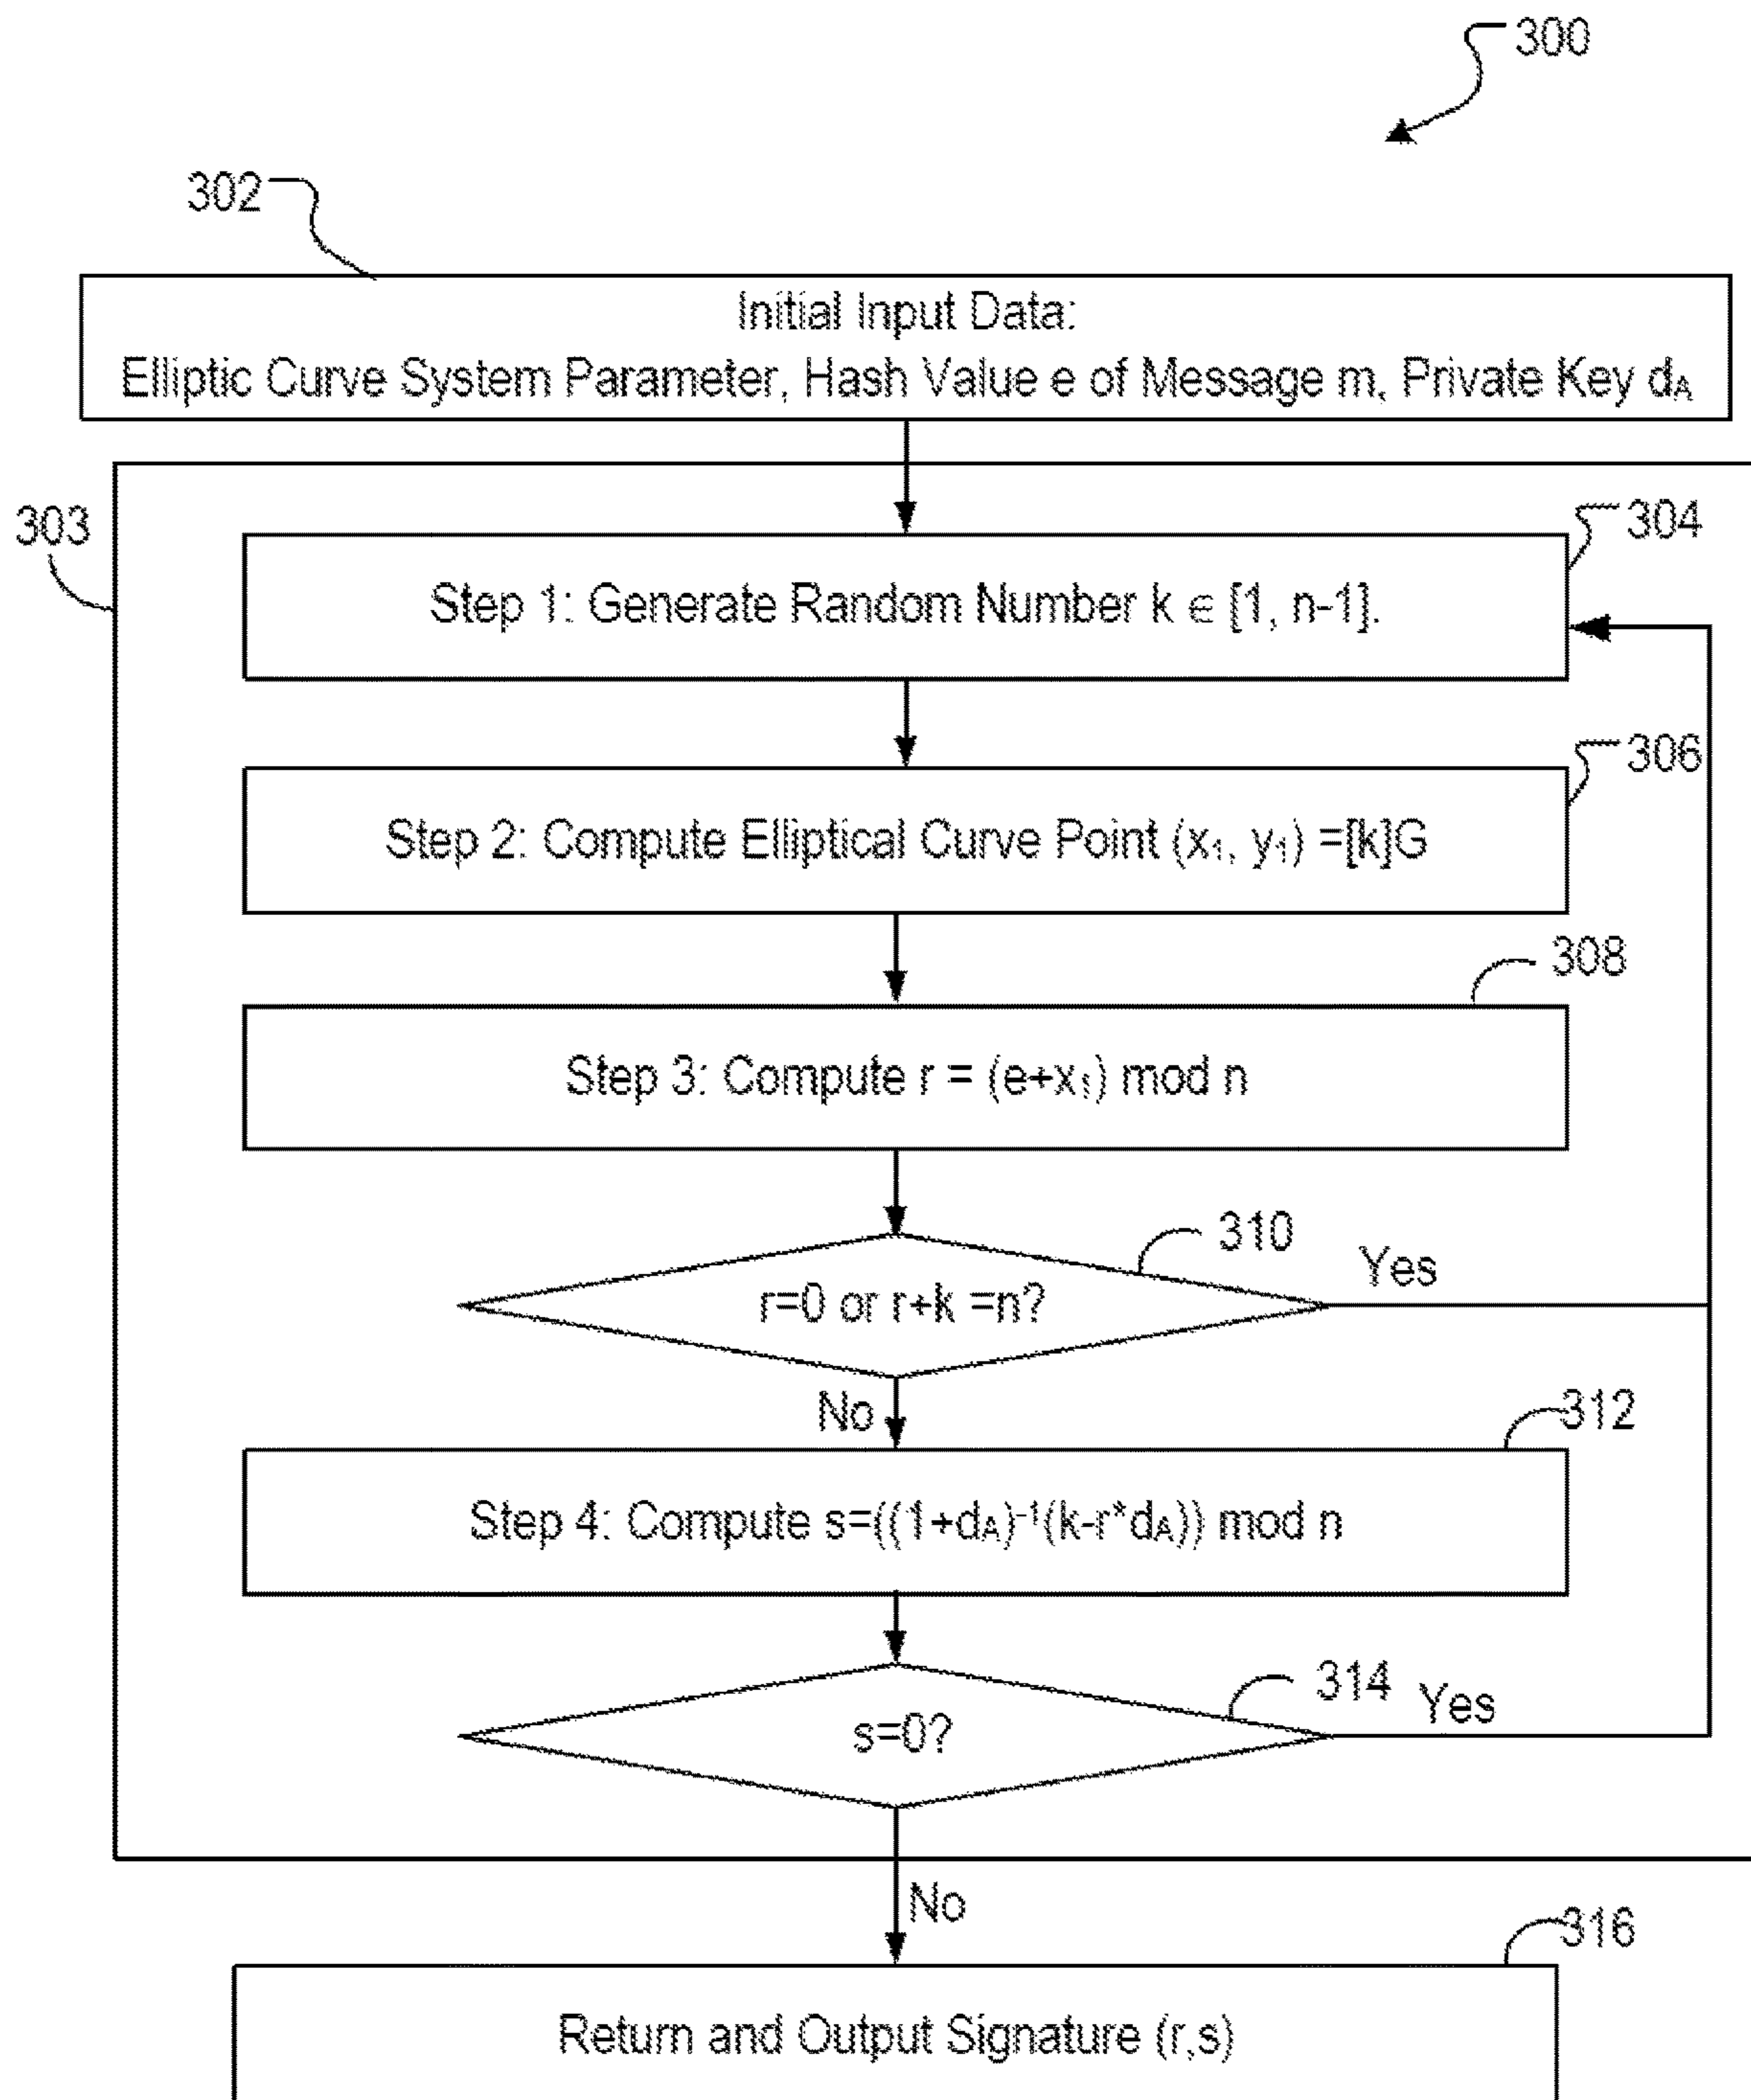 300
302
Initial Input Data:
Elliptic Curve System Parameter, Hash Value e of Message m, Private Key dA
303
304
Step 1: Generate Random Number k ∈ [1, n-1].
306
Step 2: Compute Elliptical Curve Point (x₁, y₁) =[k]G
308
Step 3: Compute r = (e+x₁) mod n
310
r=0 or r+k =n?
Yes
No
312
Step 4: Compute s=((1+dA)⁻¹(k-r*dA)) mod n
314
s=0?
Yes
No
316
Return and Output Signature (r,s)